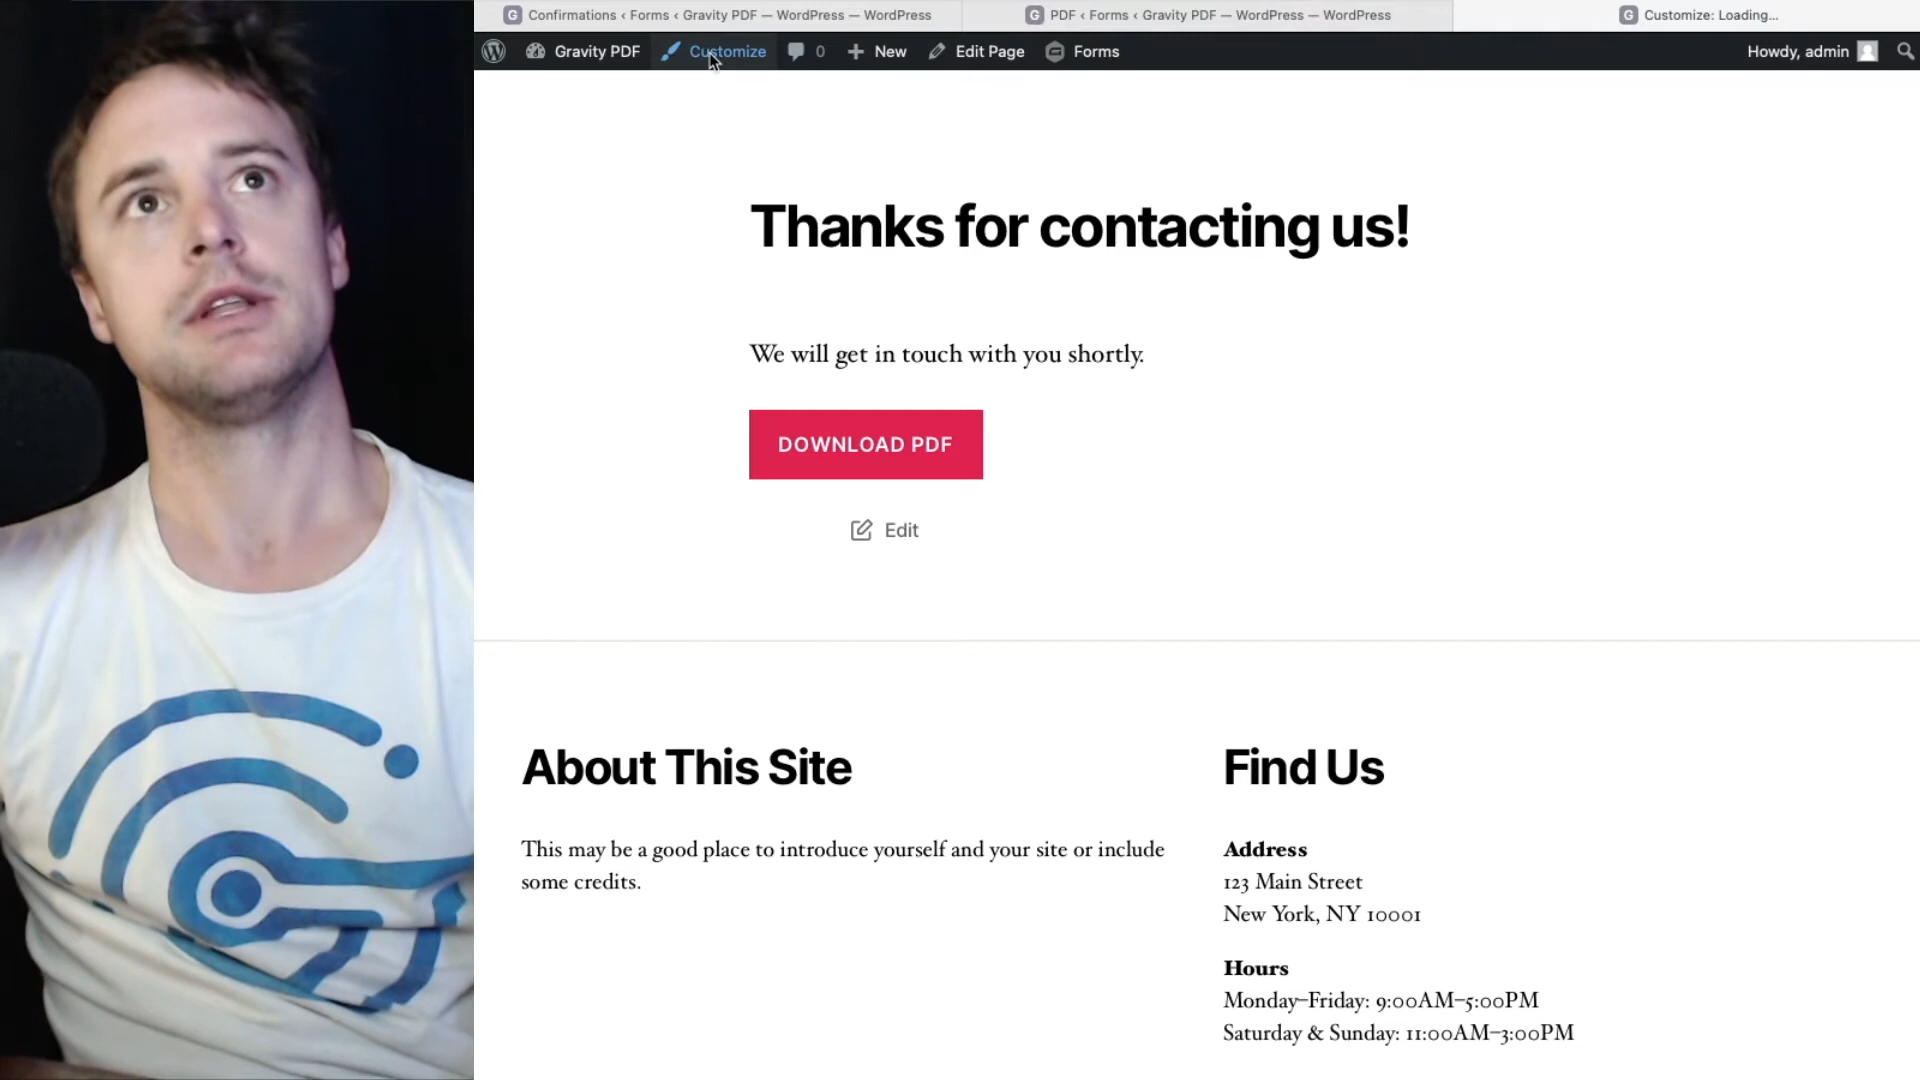 Confirmations ‹ Forms ‹ Gravity PDF — WordPress — WordPress
PDF ‹ Forms ‹ Gravity PDF — WordPress — WordPress
Customize: Loading...
Gravity PDF
Customize
0
New
Edit Page
Forms
Howdy, admin
Thanks for contacting us!
We will get in touch with you shortly.
DOWNLOAD PDF
Edit
About This Site
This may be a good place to introduce yourself and your site or include
some credits.
Find Us
Address
123 Main Street
New York, NY 10001
Hours
Monday–Friday: 9:00AM–5:00PM
Saturday & Sunday: 11:00AM–3:00PM